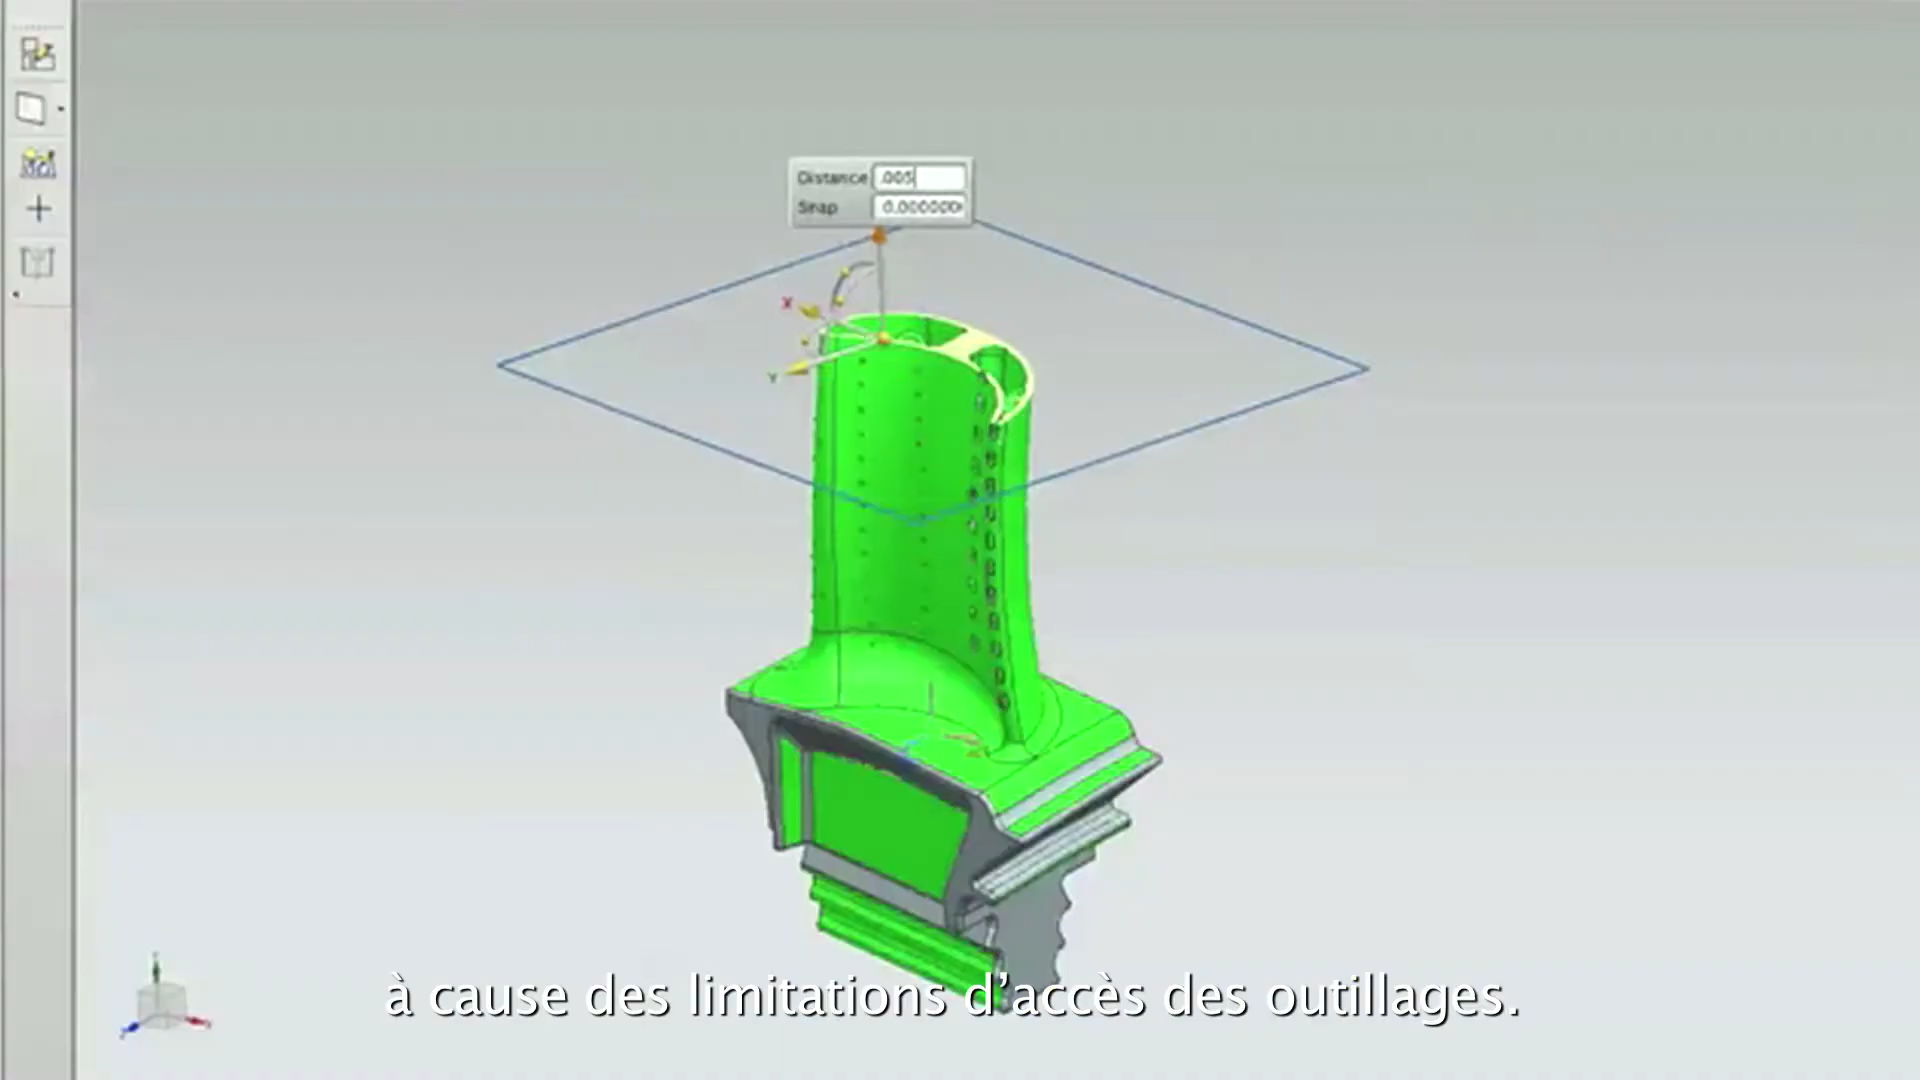 Distance .005
Snap 0.000000
X
Y
à cause des limitations d’accès des outillages.